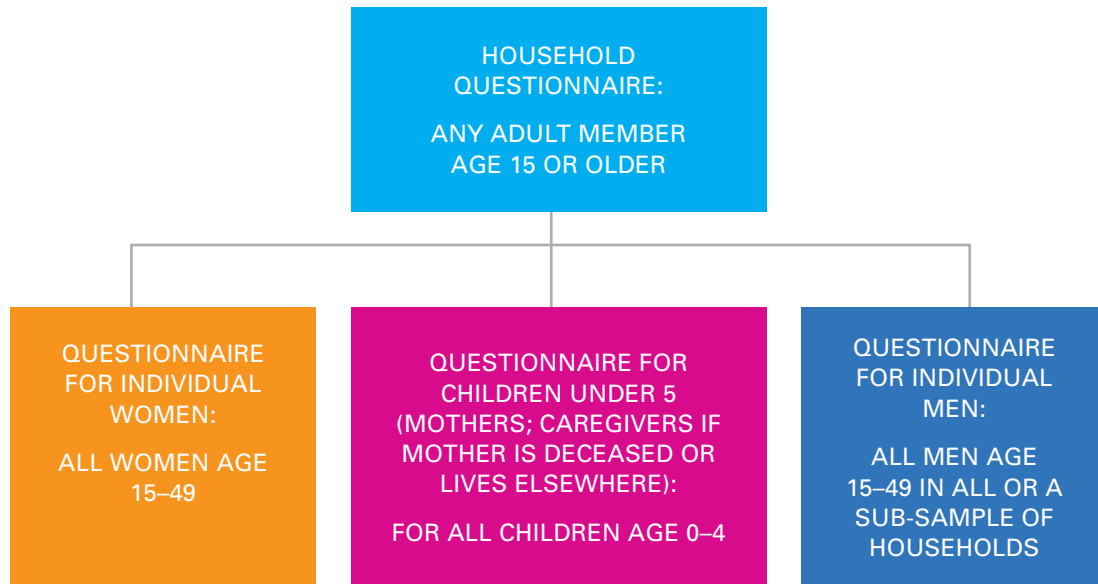 HOUSEHOLD
QUESTIONNAIRE:
ANY ADULT MEMBER
AGE 15 OR OLDER
QUESTIONNAIRE
FOR INDIVIDUAL
WOMEN:
ALL WOMEN AGE
15–49
QUESTIONNAIRE FOR
CHILDREN UNDER 5
(MOTHERS; CAREGIVERS IF
MOTHER IS DECEASED OR
LIVES ELSEWHERE):
FOR ALL CHILDREN AGE 0–4
QUESTIONNAIRE
FOR INDIVIDUAL
MEN:
ALL MEN AGE
15–49 IN ALL OR A
SUB-SAMPLE OF
HOUSEHOLDS